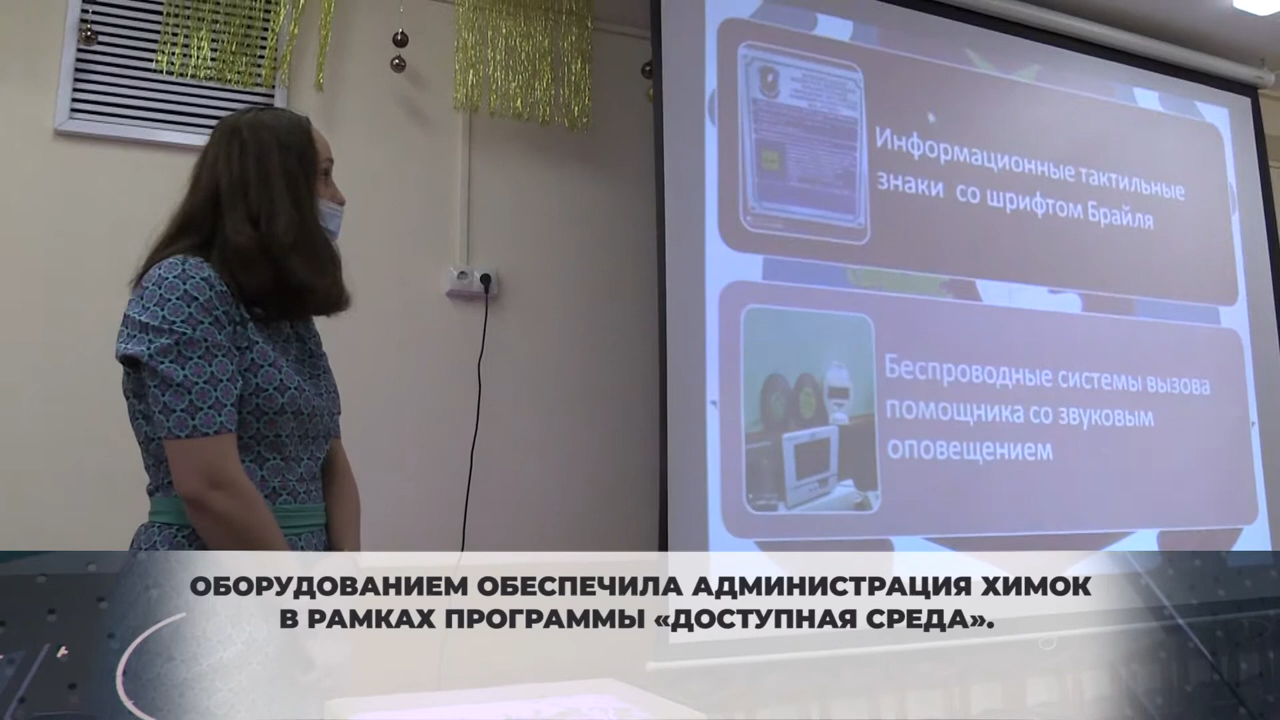 Информационные тактильные
знаки со шрифтом Брайля
Беспроводные системы вызова
помощника со звуковым
оповещением
ОБОРУДОВАНИЕМ ОБЕСПЕЧИЛА АДМИНИСТРАЦИЯ ХИМОК
В РАМКАХ ПРОГРАММЫ «ДОСТУПНАЯ СРЕДА».